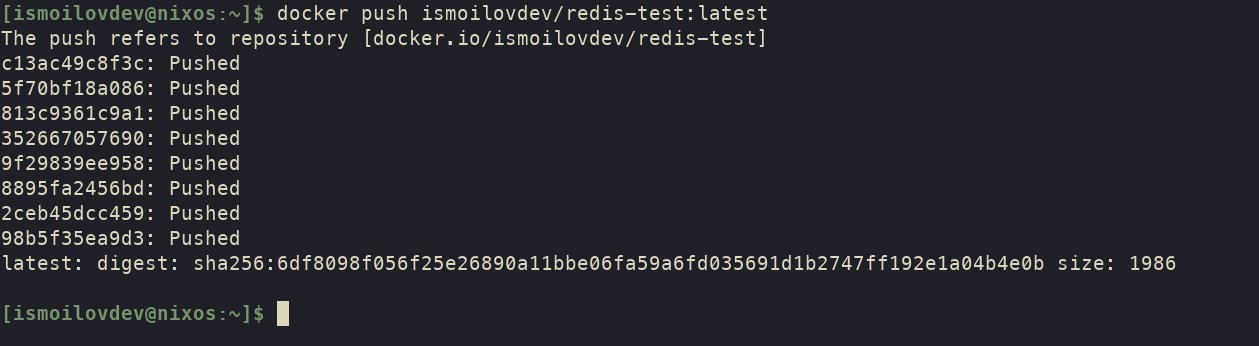 [ismoilovdev@nixos:~]$ docker push ismoilovdev/redis-test:latest
The push refers to repository [docker.io/ismoilovdev/redis-test]
c13ac49c8f3c: Pushed
5f70bf18a086: Pushed
813c9361c9a1: Pushed
352667057690: Pushed
9f29839ee958: Pushed
8895fa2456bd: Pushed
2ceb45dcc459: Pushed
98b5f35ea9d3: Pushed
latest: digest: sha256:6df8098f056f25e26890a11bbe06fa59a6fd035691d1b2747ff192e1a04b4e0b size: 1986
[ismoilovdev@nixos:~]$